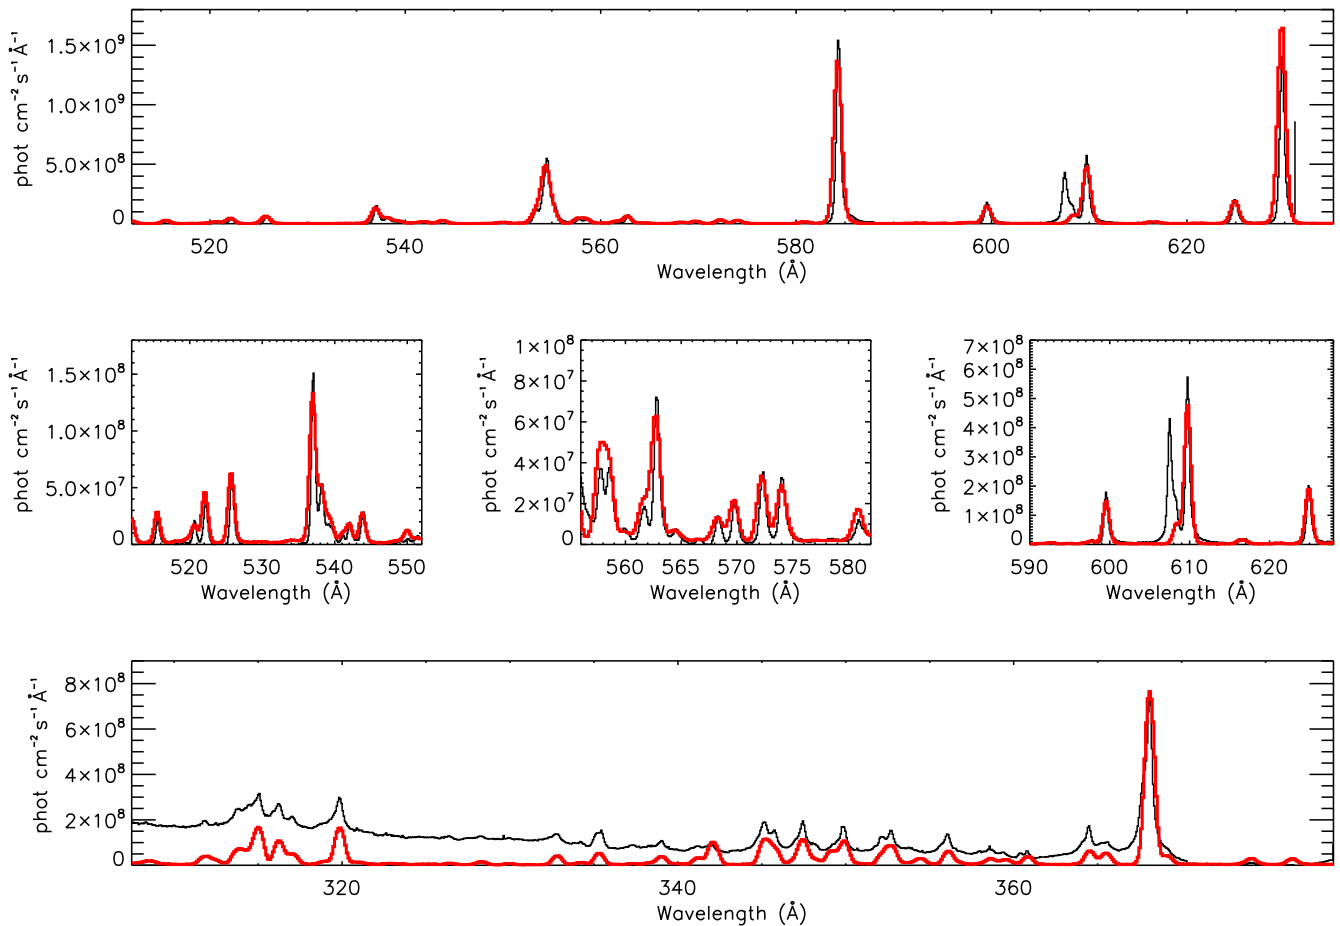 phot cm⁻² s⁻¹ Å⁻¹
1.5×10⁹
1.0×10⁹
5.0×10⁸
0
520 540 560 580 600 620
Wavelength (Å)
phot cm⁻² s⁻¹ Å⁻¹
1.5×10⁸
1.0×10⁸
5.0×10⁷
0
520 530 540 550
Wavelength (Å)
phot cm⁻² s⁻¹ Å⁻¹
1×10⁸
8×10⁷
6×10⁷
4×10⁷
2×10⁷
0
560 565 570 575 580
Wavelength (Å)
phot cm⁻² s⁻¹ Å⁻¹
7×10⁸
6×10⁸
5×10⁸
4×10⁸
3×10⁸
2×10⁸
1×10⁸
0
590 600 610 620
Wavelength (Å)
phot cm⁻² s⁻¹ Å⁻¹
8×10⁸
6×10⁸
4×10⁸
2×10⁸
0
320 340 360
Wavelength (Å)